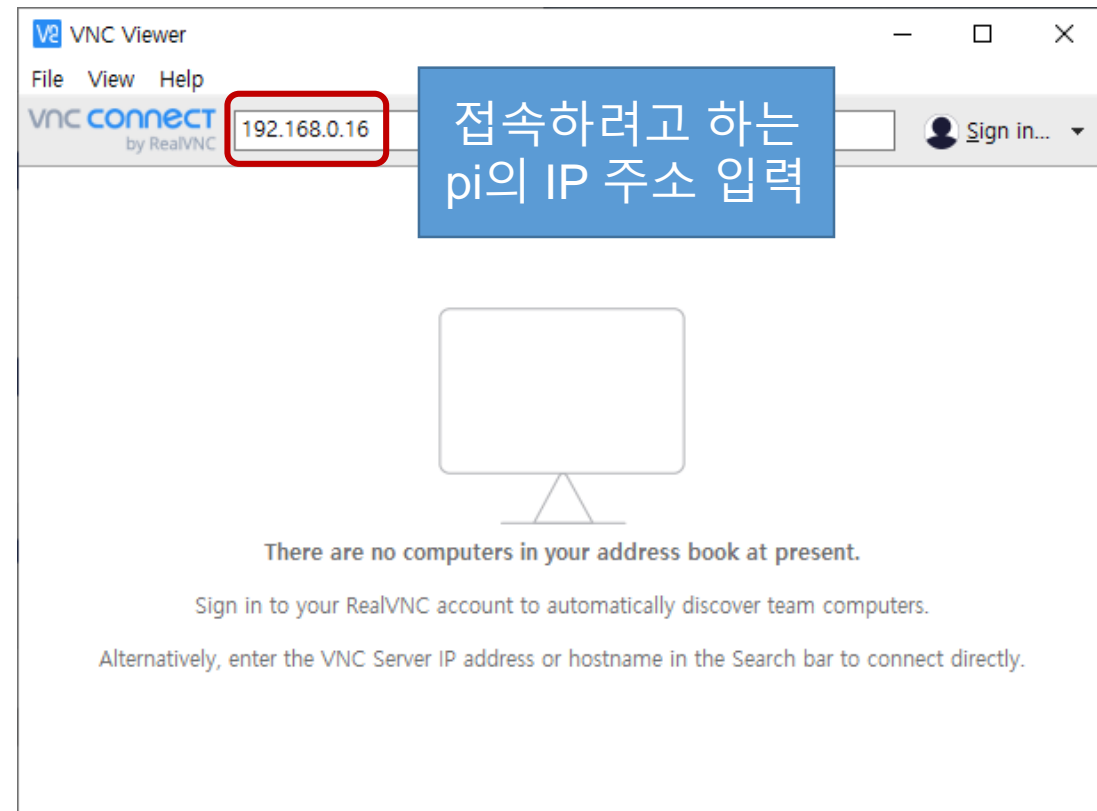 V2 VNC Viewer
File View Help
vnc connect
by RealVNC
192.168.0.16
접속하려고 하는
pi의 IP 주소 입력
Sign in...
There are no computers in your address book at present.
Sign in to your RealVNC account to automatically discover team computers.
Alternatively, enter the VNC Server IP address or hostname in the Search bar to connect directly.